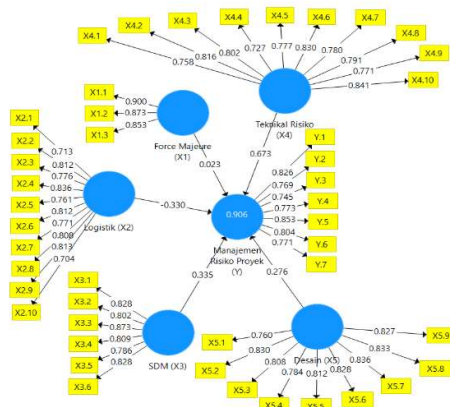 X4.1
X4.2
X4.3
X4.4
X4.5
X4.6
X4.7
X4.8
X4.9
X4.10
0.758
0.816
0.802
0.727
0.777
0.830
0.780
0.791
0.771
0.841
Teknikal Risiko
(X4)
X1.1
X1.2
X1.3
0.900
0.873
0.853
Force Majeure
(X1)
0.023
0.673
X2.1
X2.2
X2.3
X2.4
X2.5
X2.6
X2.7
X2.8
X2.9
X2.10
0.713
0.812
0.776
0.836
0.761
0.812
0.771
0.808
0.813
0.704
Logistik (X2)
-0.330
0.906
Manajemen
Risiko Proyek
(Y)
Y.1
Y.2
Y.3
Y.4
Y.5
Y.6
Y.7
0.826
0.769
0.745
0.773
0.853
0.804
0.771
0.335
0.276
X3.1
X3.2
X3.3
X3.4
X3.5
X3.6
0.828
0.802
0.873
0.809
0.786
0.828
SDM (X3)
Desain (X5)
X5.1
X5.2
X5.3
X5.4
X5.5
X5.6
X5.7
X5.8
X5.9
0.760
0.830
0.808
0.784
0.812
0.828
0.836
0.833
0.827